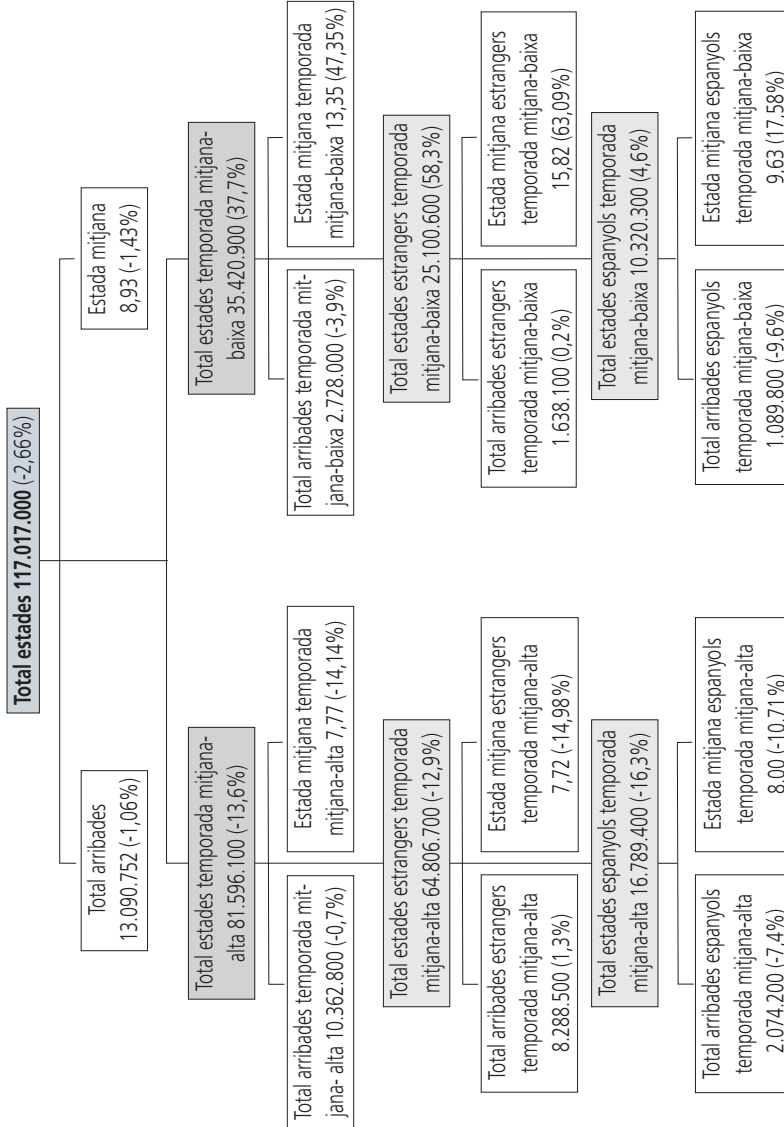 Total estades 117.017.000 (-2,66%)
Total arribades
13.090.752 (-1,06%)
Estada mitjana
8,93 (-1,43%)
Total estades temporada mitjana-
alta 81.596.100 (-13,6%)
Total arribades temporada mit-
jana- alta 10.362.800 (-0,7%)
Estada mitjana temporada
mitjana-alta 7,77 (-14,14%)
Total estades estrangers temporada
mitjana-alta 64.806.700 (-12,9%)
Total arribades estrangers
temporada mitjana-alta
8.288.500 (1,3%)
Estada mitjana estrangers
temporada mitjana-alta
7,72 (-14,98%)
Total estades espanyols temporada
mitjana-alta 16.789.400 (-16,3%)
Total arribades espanyols
temporada mitjana-alta
2.074.200 (-7,4%)
Estada mitjana espanyols
temporada mitjana-alta
8,00 (-10,71%)
Total estades temporada mitjana-
baixa 35.420.900 (37,7%)
Total arribades temporada mit-
jana-baixa 2.728.000 (-3,9%)
Estada mitjana temporada
mitjana-baixa 13,35 (47,35%)
Total estades estrangers temporada
mitjana-baixa 25.100.600 (58,3%)
Total arribades estrangers
temporada mitjana-baixa
1.638.100 (0,2%)
Estada mitjana estrangers
temporada mitjana-baixa
15,82 (63,09%)
Total estades espanyols temporada
mitjana-baixa 10.320.300 (4,6%)
Total arribades espanyols
temporada mitjana-baixa
1.089.800 (-9,6%)
Estada mitjana espanyols
temporada mitjana-baixa
9,63 (17,58%)